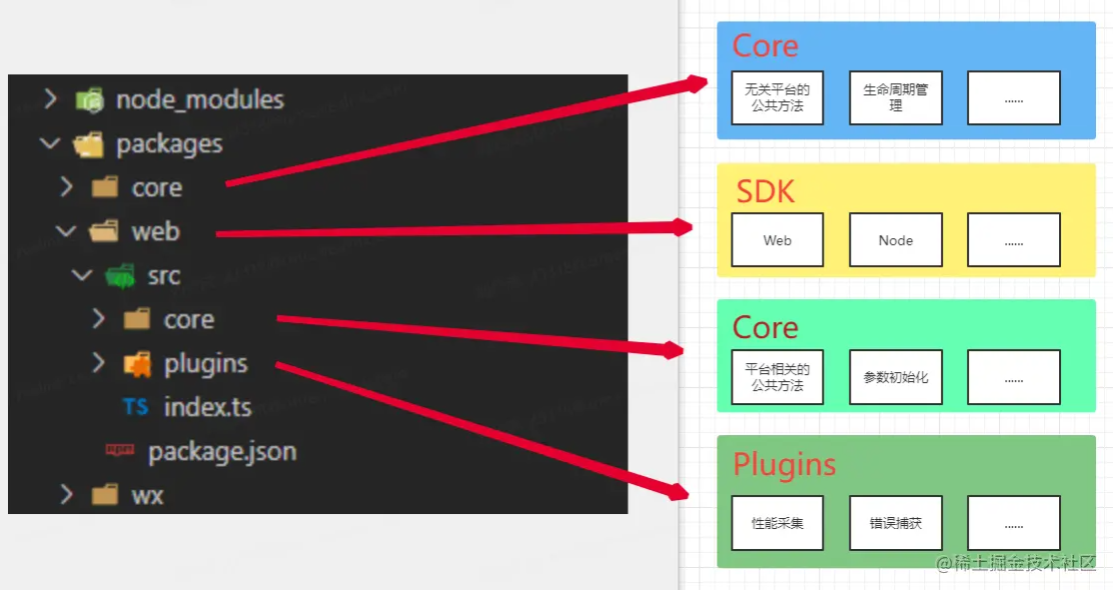 node_modules
packages
core
web
src
core
plugins
TS index.ts
package.json
wx
Core
无关平台的
公共方法
生命周期管
理
......
SDK
Web
Node
......
Core
平台相关的
公共方法
参数初始化
......
Plugins
性能采集
错误捕获
......
@稀土掘金技术社区